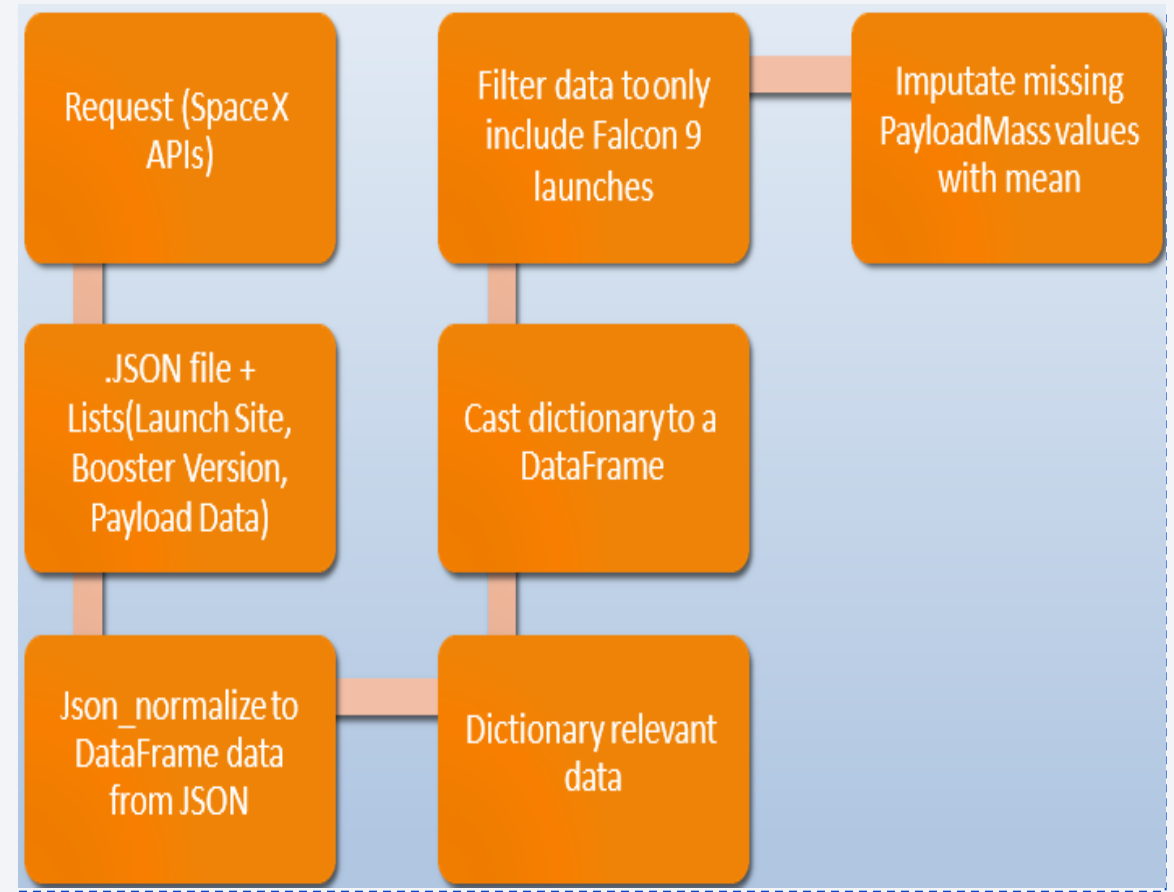 Request (SpaceX
APIs)
.JSON file +
Lists(Launch Site,
Booster Version,
Payload Data)
Json_normalize to
DataFrame data
from JSON
Dictionary relevant
data
Cast dictionary to a
DataFrame
Filter data to only
include Falcon 9
launches
Imputate missing
PayloadMass values
with mean